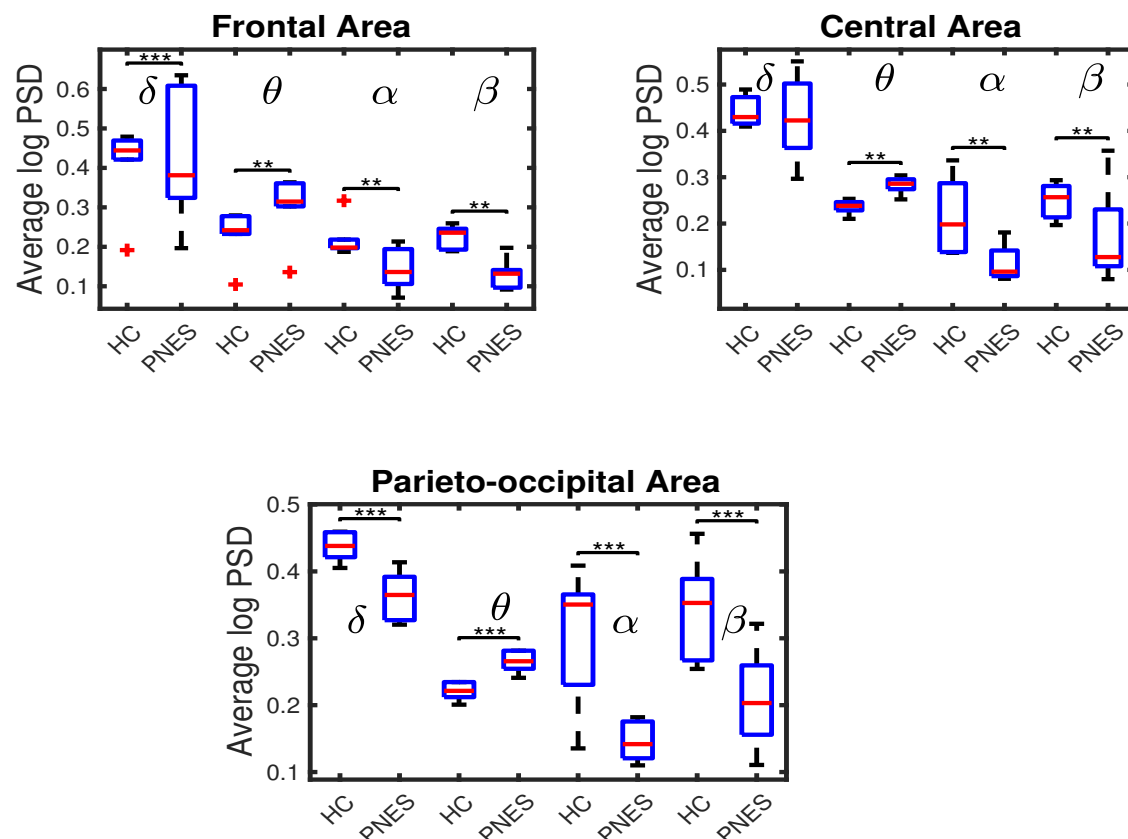 Frontal Area
Average log PSD
0.6
0.5
0.4
0.3
0.2
0.1
***
**
**
**
δ
θ
α
β
HC
PNES
HC
PNES
HC
PNES
HC
PNES
Central Area
Average log PSD
0.5
0.4
0.3
0.2
0.1
**
**
**
δ
θ
α
β
HC
PNES
HC
PNES
HC
PNES
HC
PNES
Parieto-occipital Area
Average log PSD
0.5
0.4
0.3
0.2
0.1
***
***
***
***
δ
θ
α
β
HC
PNES
HC
PNES
HC
PNES
HC
PNES